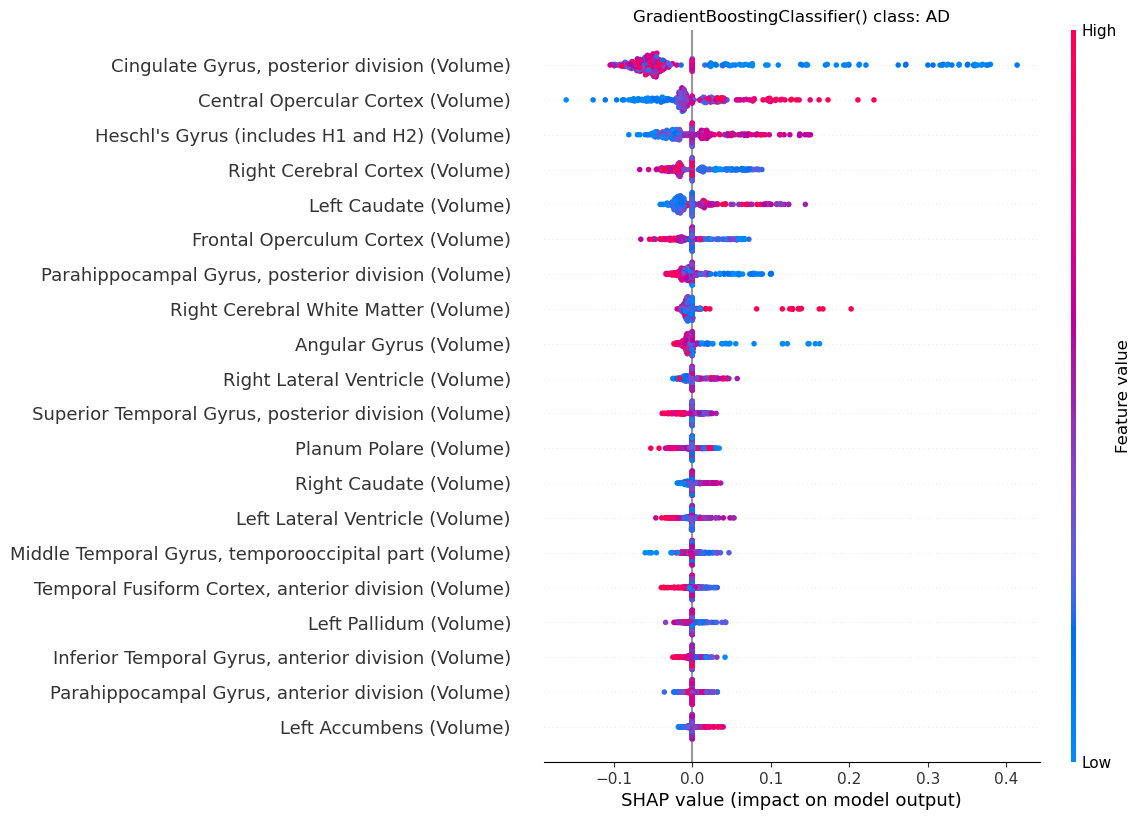 GradientBoostingClassifier() class: AD
High
Cingulate Gyrus, posterior division (Volume)
Central Opercular Cortex (Volume)
Heschl's Gyrus (includes H1 and H2) (Volume)
Right Cerebral Cortex (Volume)
Left Caudate (Volume)
Frontal Operculum Cortex (Volume)
Parahippocampal Gyrus, posterior division (Volume)
Right Cerebral White Matter (Volume)
Angular Gyrus (Volume)
Right Lateral Ventricle (Volume)
Superior Temporal Gyrus, posterior division (Volume)
Planum Polare (Volume)
Right Caudate (Volume)
Left Lateral Ventricle (Volume)
Middle Temporal Gyrus, temporooccipital part (Volume)
Temporal Fusiform Cortex, anterior division (Volume)
Left Pallidum (Volume)
Inferior Temporal Gyrus, anterior division (Volume)
Parahippocampal Gyrus, anterior division (Volume)
Left Accumbens (Volume)
Feature value
Low
−0.1 0.0 0.1 0.2 0.3 0.4
SHAP value (impact on model output)